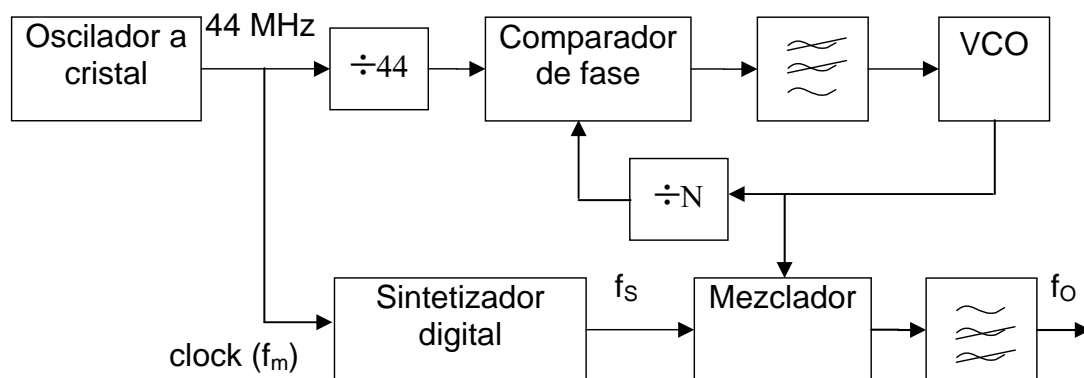 Oscilador a
cristal
44 MHz
÷44
Comparador
de fase
VCO
÷N
Sintetizador
digital
clock (fm)
fS
Mezclador
fO